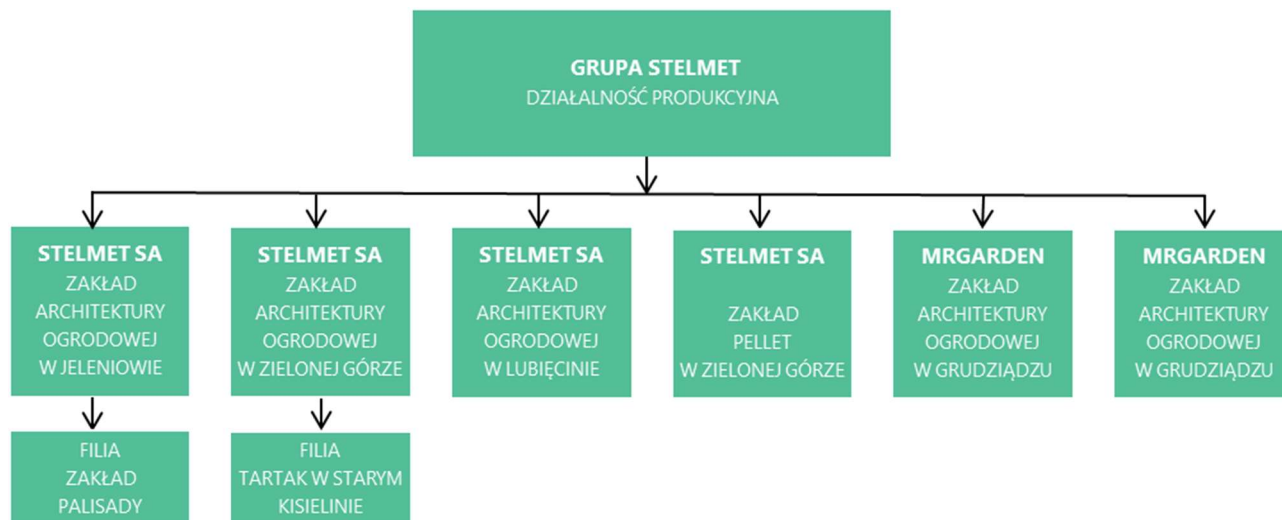 GRUPA STELMET
DZIAŁALNOŚĆ PRODUKCYJNA
STELMET SA
ZAKŁAD
ARCHITEKTURY
OGRODOWEJ
W JELENIOWIE
STELMET SA
ZAKŁAD
ARCHITEKTURY
OGRODOWEJ
W ZIELONEJ GÓRZE
STELMET SA
ZAKŁAD
ARCHITEKTURY
OGRODOWEJ
W LUBIĘCINIE
STELMET SA
ZAKŁAD
PELLET
W ZIELONEJ GÓRZE
MRGARDEN
ZAKŁAD
ARCHITEKTURY
OGRODOWEJ
W GRUDZIĄDZU
MRGARDEN
ZAKŁAD
ARCHITEKTURY
OGRODOWEJ
W GRUDZIĄDZU
FILIA
ZAKŁAD
PALISADY
FILIA
TARTAK W STARYM
KISIELINIE